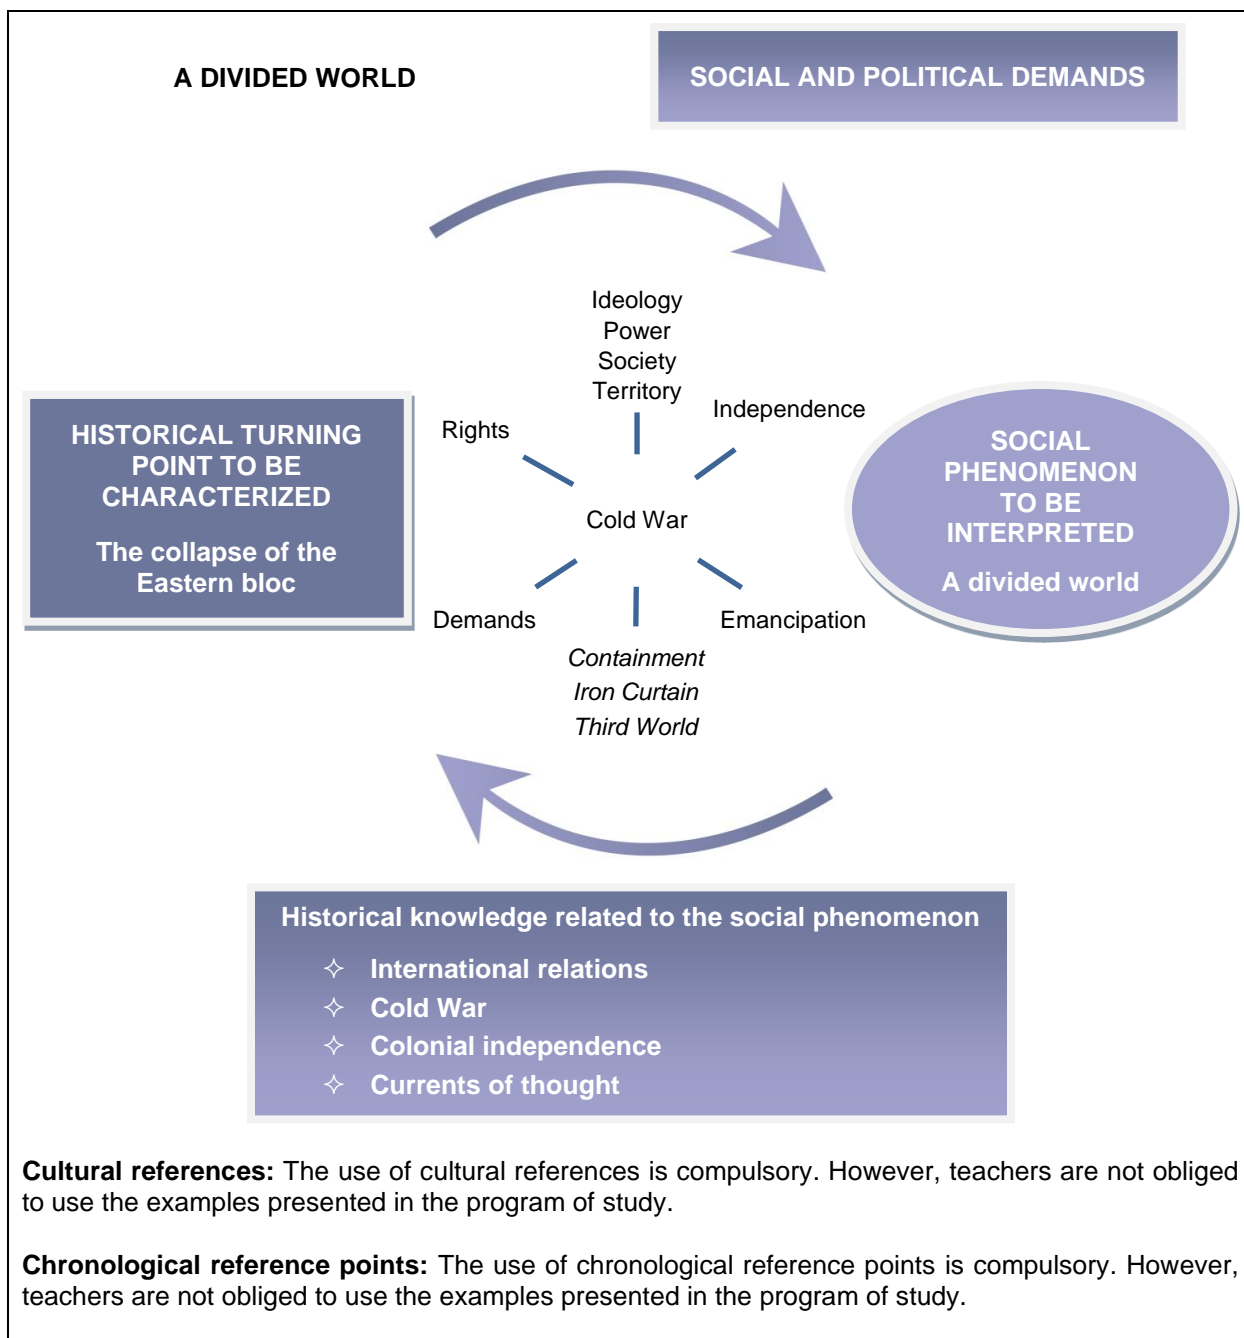 A DIVIDED WORLD
SOCIAL AND POLITICAL DEMANDS
Ideology
Power
Society
Territory
Independence
Rights
HISTORICAL TURNING
POINT TO BE
CHARACTERIZED
The collapse of the
Eastern bloc
Cold War
SOCIAL
PHENOMENON
TO BE
INTERPRETED
A divided world
Demands
Emancipation
Containment
Iron Curtain
Third World
Historical knowledge related to the social phenomenon
✧ International relations
✧ Cold War
✧ Colonial independence
✧ Currents of thought
Cultural references: The use of cultural references is compulsory. However, teachers are not obliged
to use the examples presented in the program of study.
Chronological reference points: The use of chronological reference points is compulsory. However,
teachers are not obliged to use the examples presented in the program of study.